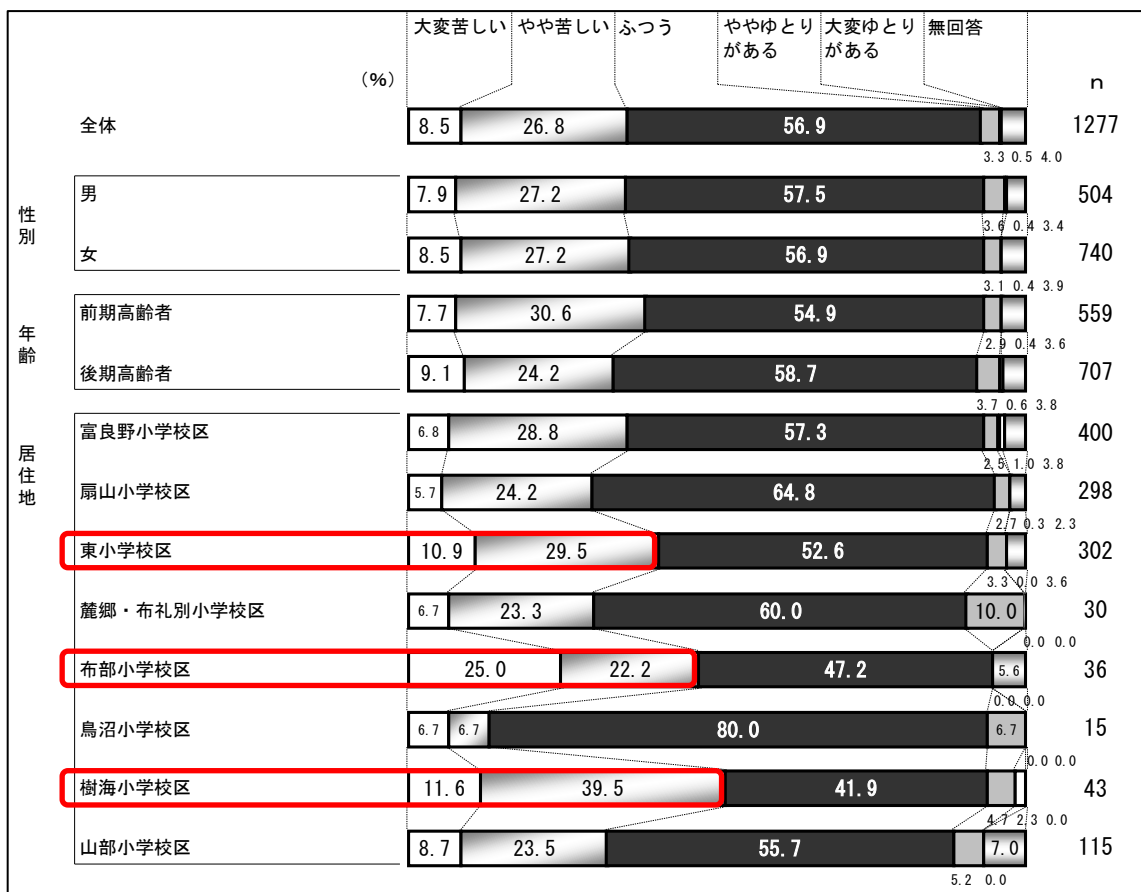 大変苦しい やや苦しい ふつう ややゆとり 大変ゆとり 無回答
がある がある
(%) n
全体 8.5 26.8 56.9 1277
3.3 0.5 4.0
性別
男 7.9 27.2 57.5 504
3.6 0.4 3.4
女 8.5 27.2 56.9 740
3.1 0.4 3.9
年齢
前期高齢者 7.7 30.6 54.9 559
2.9 0.4 3.6
後期高齢者 9.1 24.2 58.7 707
3.7 0.6 3.8
居住地
富良野小学校区 6.8 28.8 57.3 400
2.5 1.0 3.8
扇山小学校区 5.7 24.2 64.8 298
2.7 0.3 2.3
東小学校区 10.9 29.5 52.6 302
3.3 0.0 3.6
麓郷・布礼別小学校区 6.7 23.3 60.0 10.0 30
0.0 0.0
布部小学校区 25.0 22.2 47.2 5.6 36
0.0 0.0
鳥沼小学校区 6.7 6.7 80.0 6.7 15
0.0 0.0
樹海小学校区 11.6 39.5 41.9 43
4.7 2.3 0.0
山部小学校区 8.7 23.5 55.7 7.0 115
5.2 0.0